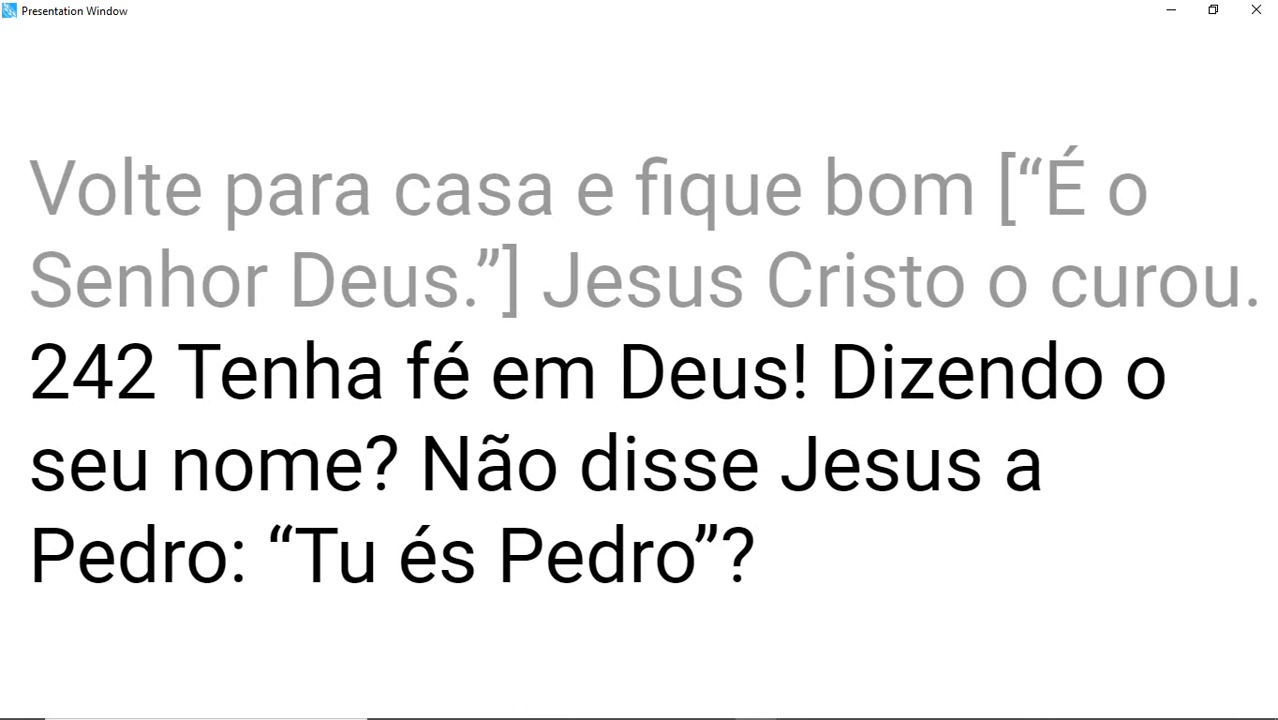 Presentation Window
Volte para casa e fique bom [“É o
Senhor Deus.”] Jesus Cristo o curou.
242 Tenha fé em Deus! Dizendo o
seu nome? Não disse Jesus a
Pedro: “Tu és Pedro”?